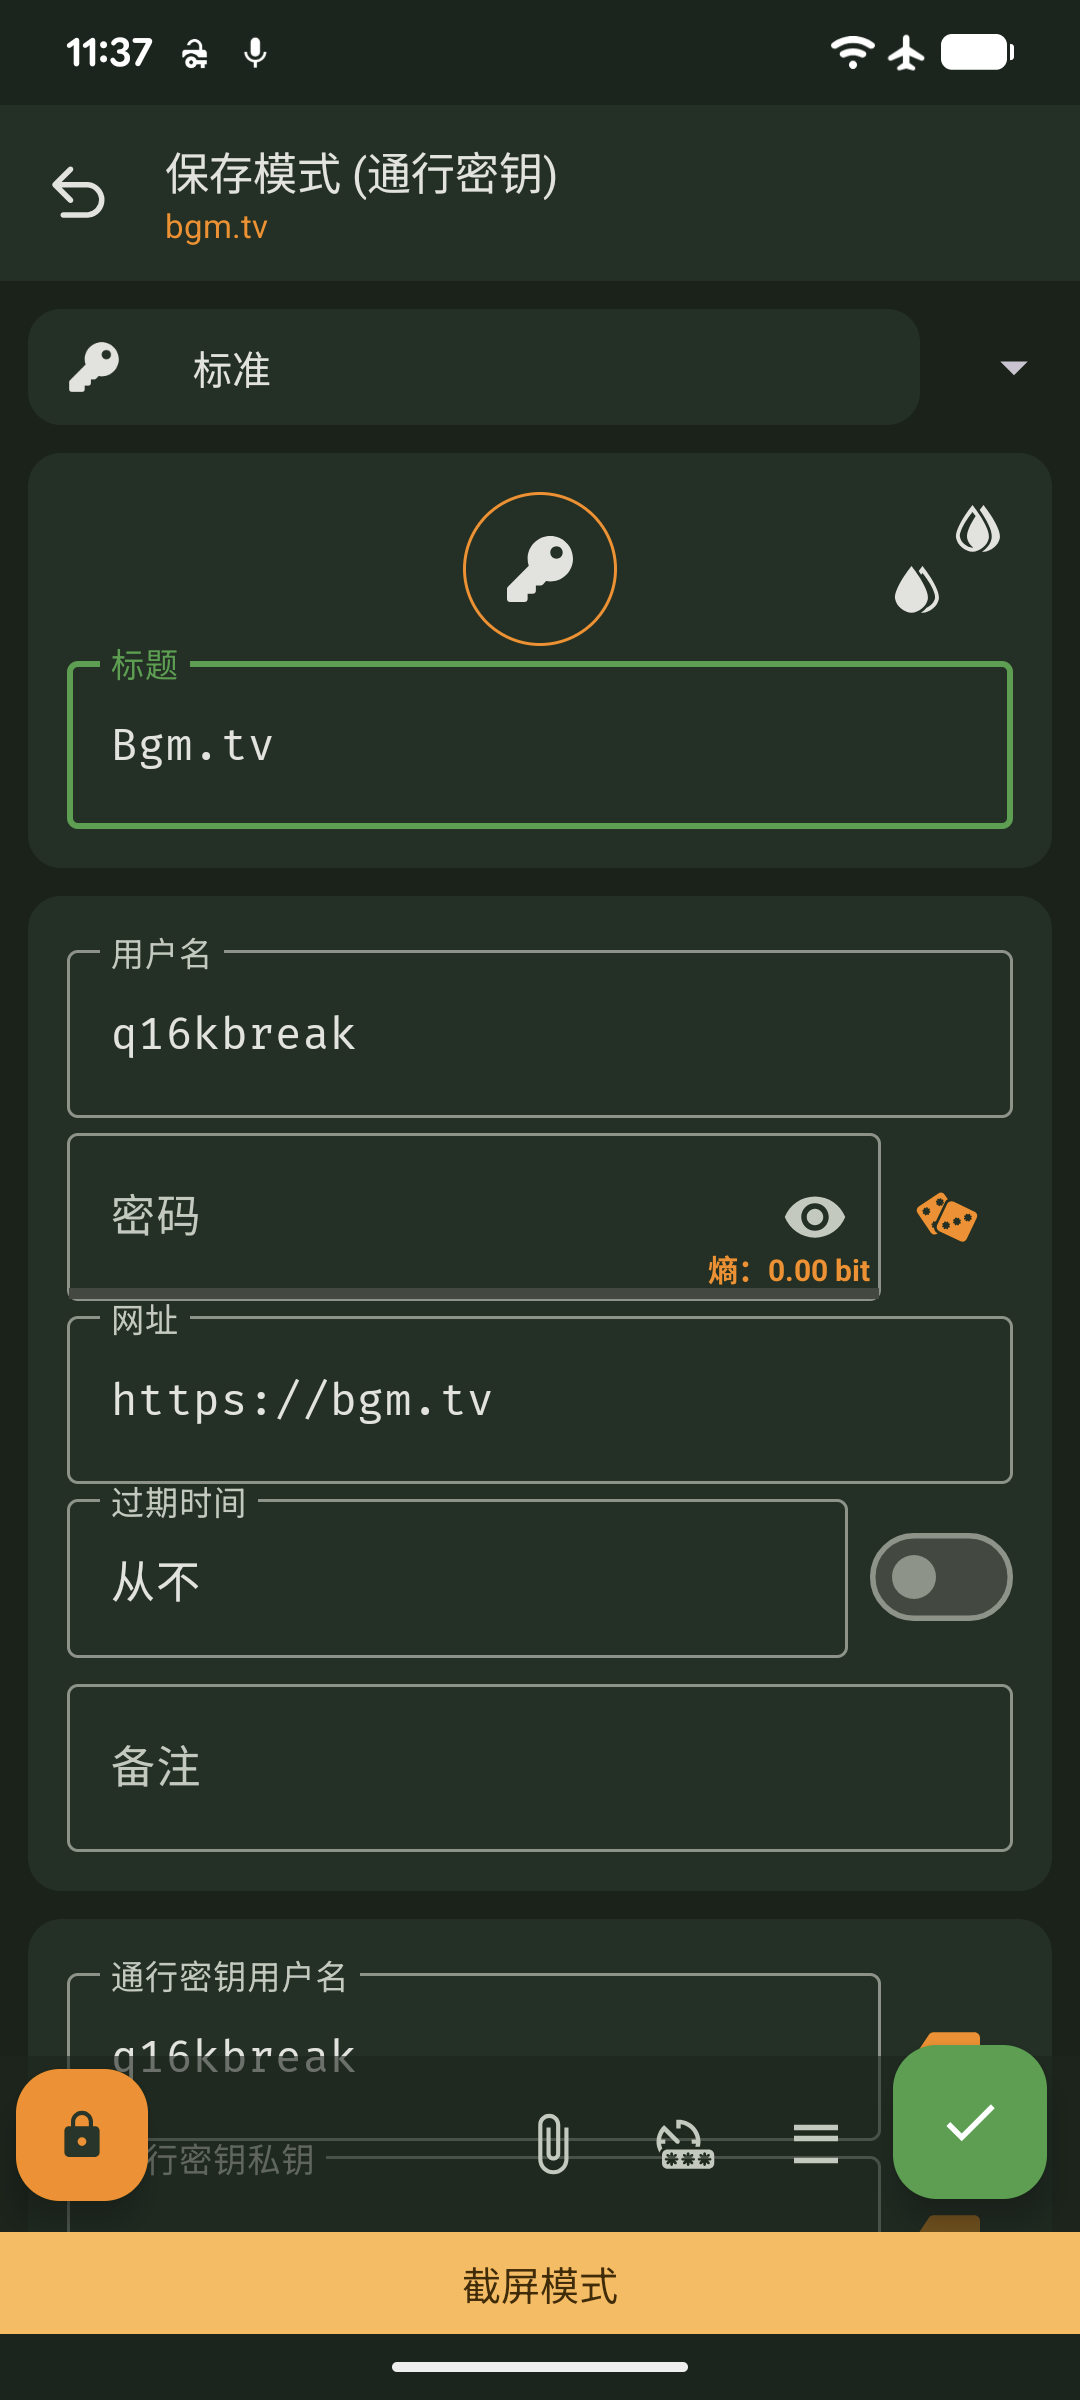 11:37
保存模式 (通行密钥)
bgm.tv
标准
标题
Bgm.tv
用户名
q16kbreak
密码
熵：0.00 bit
网址
https://bgm.tv
过期时间
从不
备注
通行密钥用户名
q16kbreak
行密钥私钥
截屏模式